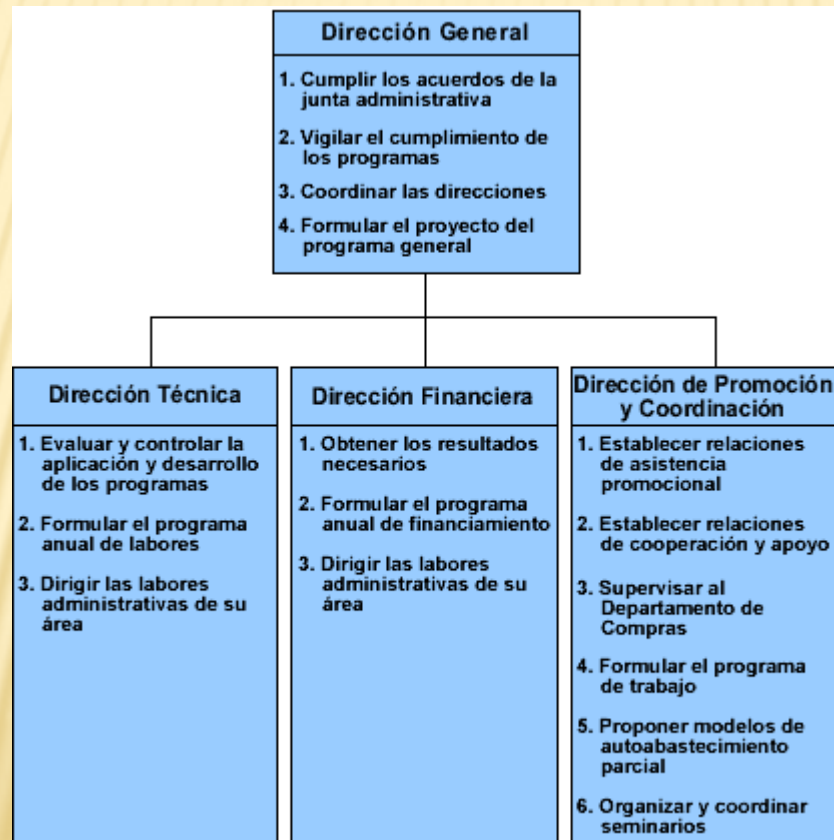 Dirección General
1. Cumplir los acuerdos de la
junta administrativa
2. Vigilar el cumplimiento de
los programas
3. Coordinar las direcciones
4. Formular el proyecto del
programa general
Dirección Técnica
1. Evaluar y controlar la
aplicación y desarrollo
de los programas
2. Formular el programa
anual de labores
3. Dirigir las labores
administrativas de su
área
Dirección Financiera
1. Obtener los resultados
necesarios
2. Formular el programa
anual de financiamiento
3. Dirigir las labores
administrativas de su
área
Dirección de Promoción
y Coordinación
1. Establecer relaciones
de asistencia
promocional
2. Establecer relaciones
de cooperación y apoyo
3. Supervisar al
Departamento de
Compras
4. Formular el programa
de trabajo
5. Proponer modelos de
autoabastecimiento
parcial
6. Organizar y coordinar
seminarios